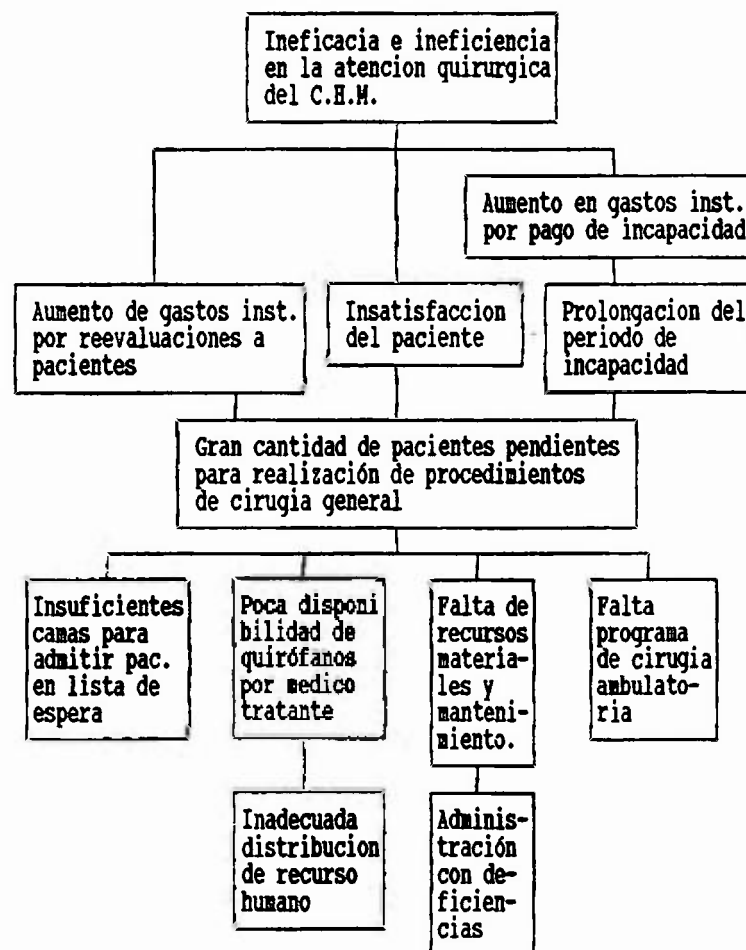 Ineficacia e ineficiencia
en la atencion quirurgica
del C.H.M.
Aumento en gastos inst.
por pago de incapacidad
Aumento de gastos inst.
por reevaluaciones a
pacientes
Insatisfaccion
del paciente
Prolongacion del
periodo de
incapacidad
Gran cantidad de pacientes pendientes
para realización de procedimientos
de cirugia general
Insuficientes
camas para
admitir pac.
en lista de
espera
Poca disponi
bilidad de
quirófanos
por medico
tratante
Falta de
recursos
materia-
les y
manteni-
miento.
Falta
programa
de cirugia
ambulato-
ria
Inadecuada
distribucion
de recurso
humano
Adminis-
tración
con de-
ficien-
cias